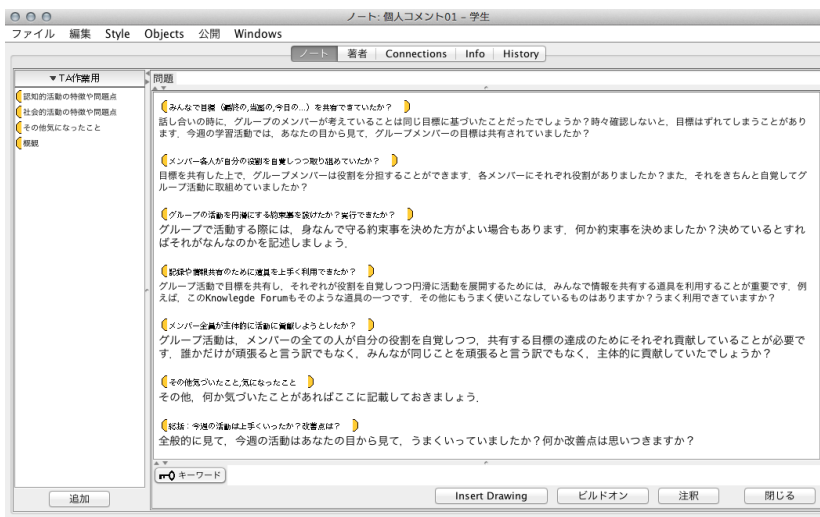 ノート: 個人コメント01 – 学生
ファイル 編集 Style Objects 公開 Windows
ノート 著者 Connections Info History
▼TA作業用
認知的活動の特徴や問題点
社会的活動の特徴や問題点
その他気になったこと
概観
問題
みんなで目標（最終の,当面の,今日の...）を共有できていたか？
話し合いの時に，グループのメンバーが考えていることは同じ目標に基づいたことだったでしょうか？時々確認しないと，目標はずれてしまうことがあり
ます．今週の学習活動では，あなたの目から見て，グループメンバーの目標は共有されていましたか？
メンバー各人が自分の役割を自覚しつつ取り組めていたか？
目標を共有した上で，グループメンバーは役割を分担することができます．各メンバーにそれぞれ役割がありましたか？また，それをきちんと自覚してグ
ループ活動に取組めていましたか？
グループの活動を円滑にする約束事を設けたか？実行できたか？
グループで活動する際には，身なんで守る約束事を決めた方がよい場合もあります．何か約束事を決めましたか？決めているとすれ
ばそれがなんなのかを記述しましょう．
記録や情報共有のために道具を上手く利用できたか？
グループ活動で目標を共有し，それぞれが役割を自覚しつつ円滑に活動を展開するためには，みんなで情報を共有する道具を利用することが重要です．例
えば，このKnowlegde Forumもそのような道具の一つです．その他にもうまく使いこなしているものはありますか？うまく利用できていますか？
メンバー全員が主体的に活動に貢献しようとしたか？
グループ活動は，メンバーの全ての人が自分の役割を自覚しつつ，共有する目標の達成のためにそれぞれ貢献していることが必要で
す．誰かだけが頑張ると言う訳でもなく，みんなが同じことを頑張ると言う訳でもなく，主体的に貢献していたでしょうか？
その他気づいたこと,気になったこと
その他，何か気づいたことがあればここに記載しておきましょう．
総括：今週の活動は上手くいったか？改善点は？
全般的に見て，今週の活動はあなたの目から見て，うまくいっていましたか？何か改善点は思いつきますか？
キーワード
追加 Insert Drawing ビルドオン 注釈 閉じる